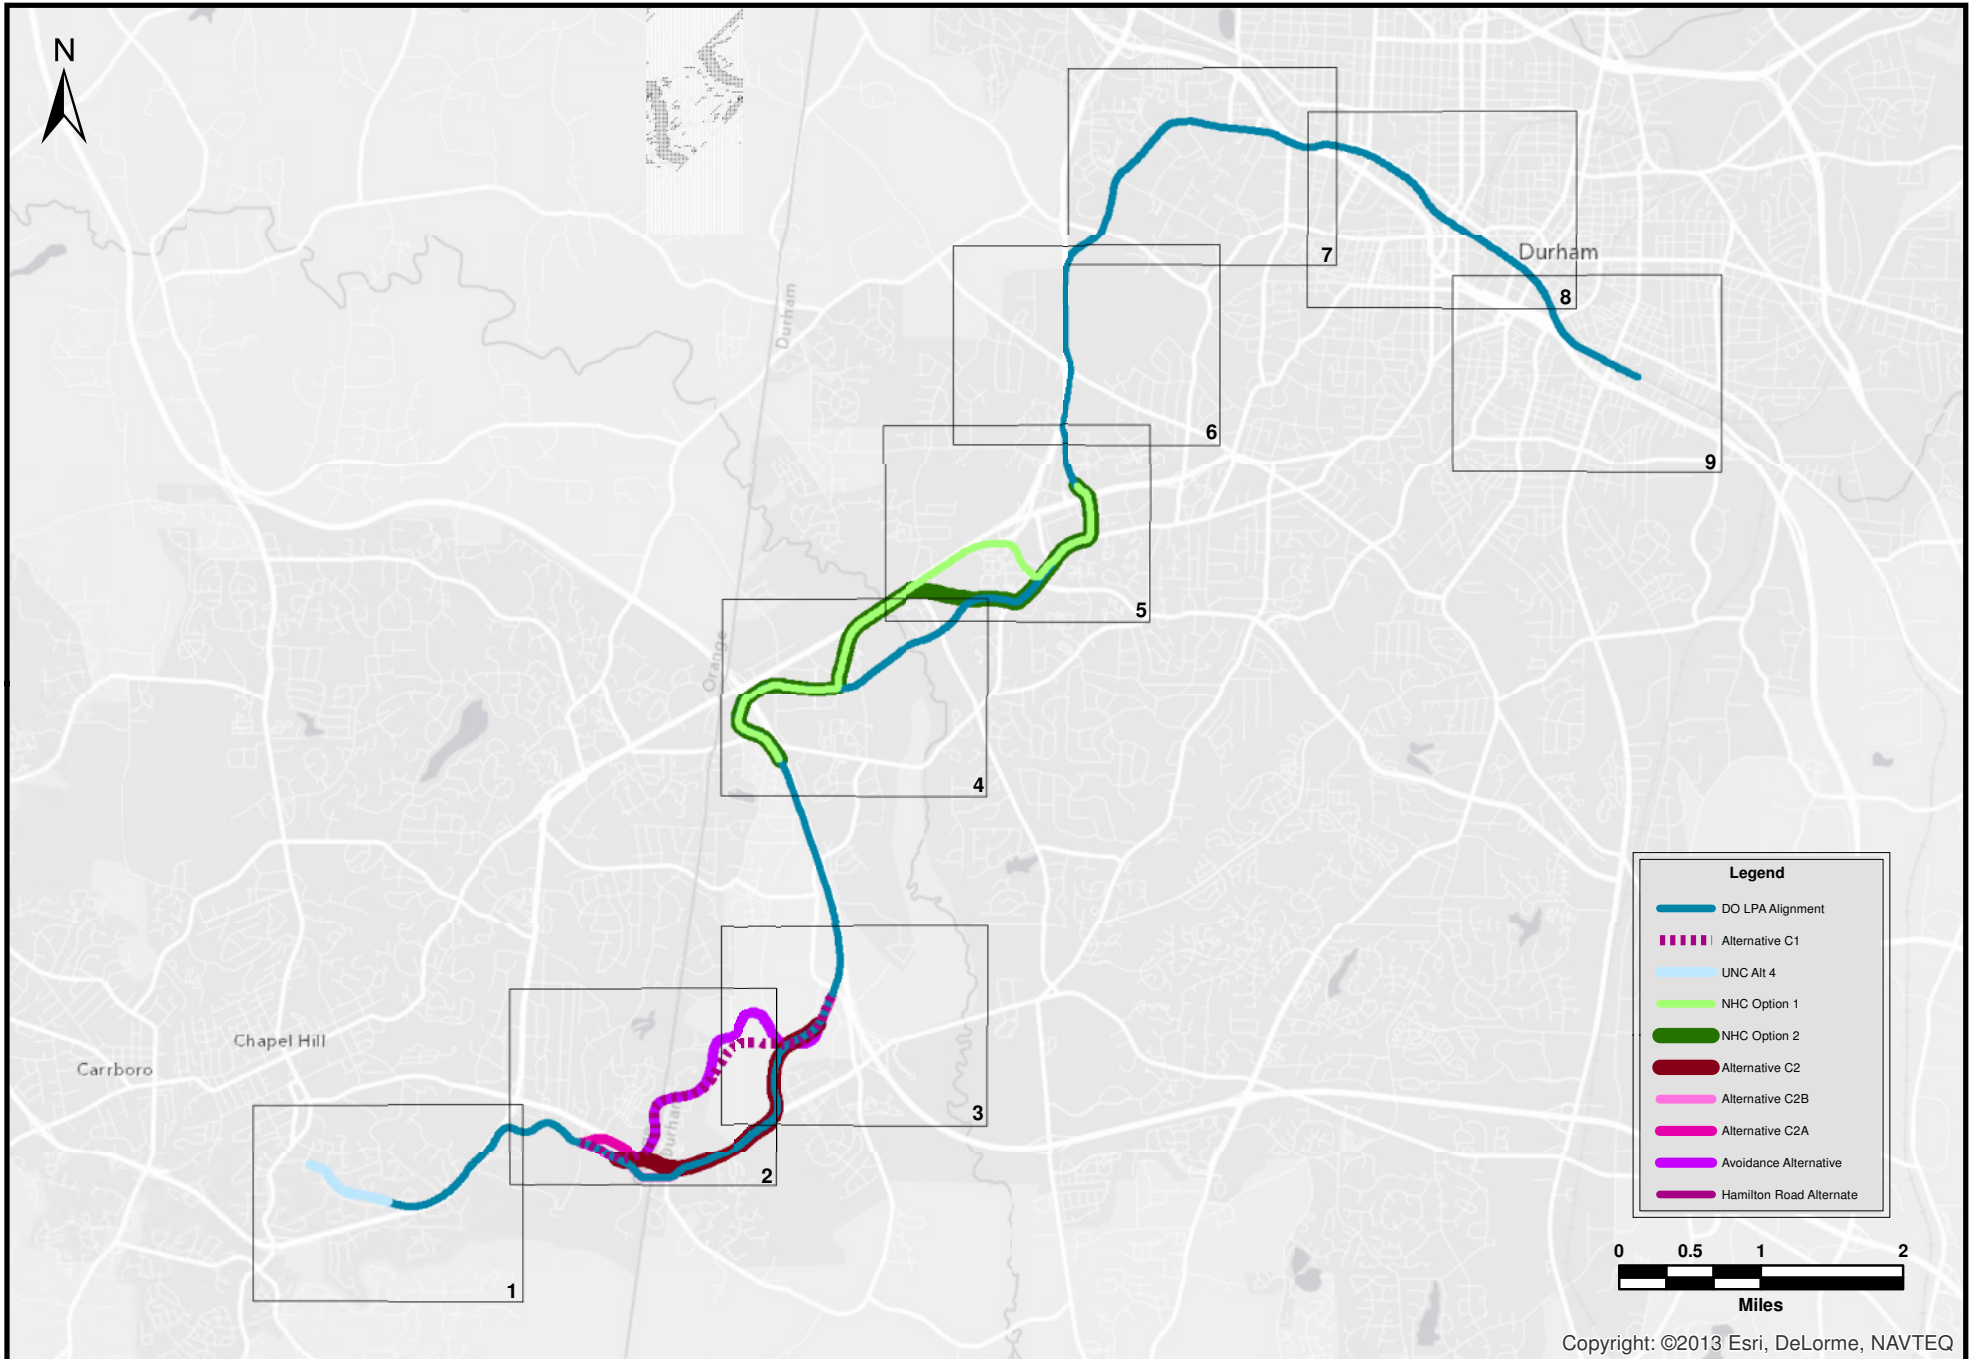 N
Durham
7
Durham
8
6
9
5
Orange
4
Chapel Hill
Carrboro
3
Durham
2
1
Legend
DO LPA Alignment
Alternative C1
UNC Alt 4
NHC Option 1
NHC Option 2
Alternative C2
Alternative C2B
Alternative C2A
Avoidance Alternative
Hamilton Road Alternate
0 0.5 1 2
Miles
Copyright: ©2013 Esri, DeLorme, NAVTEQ